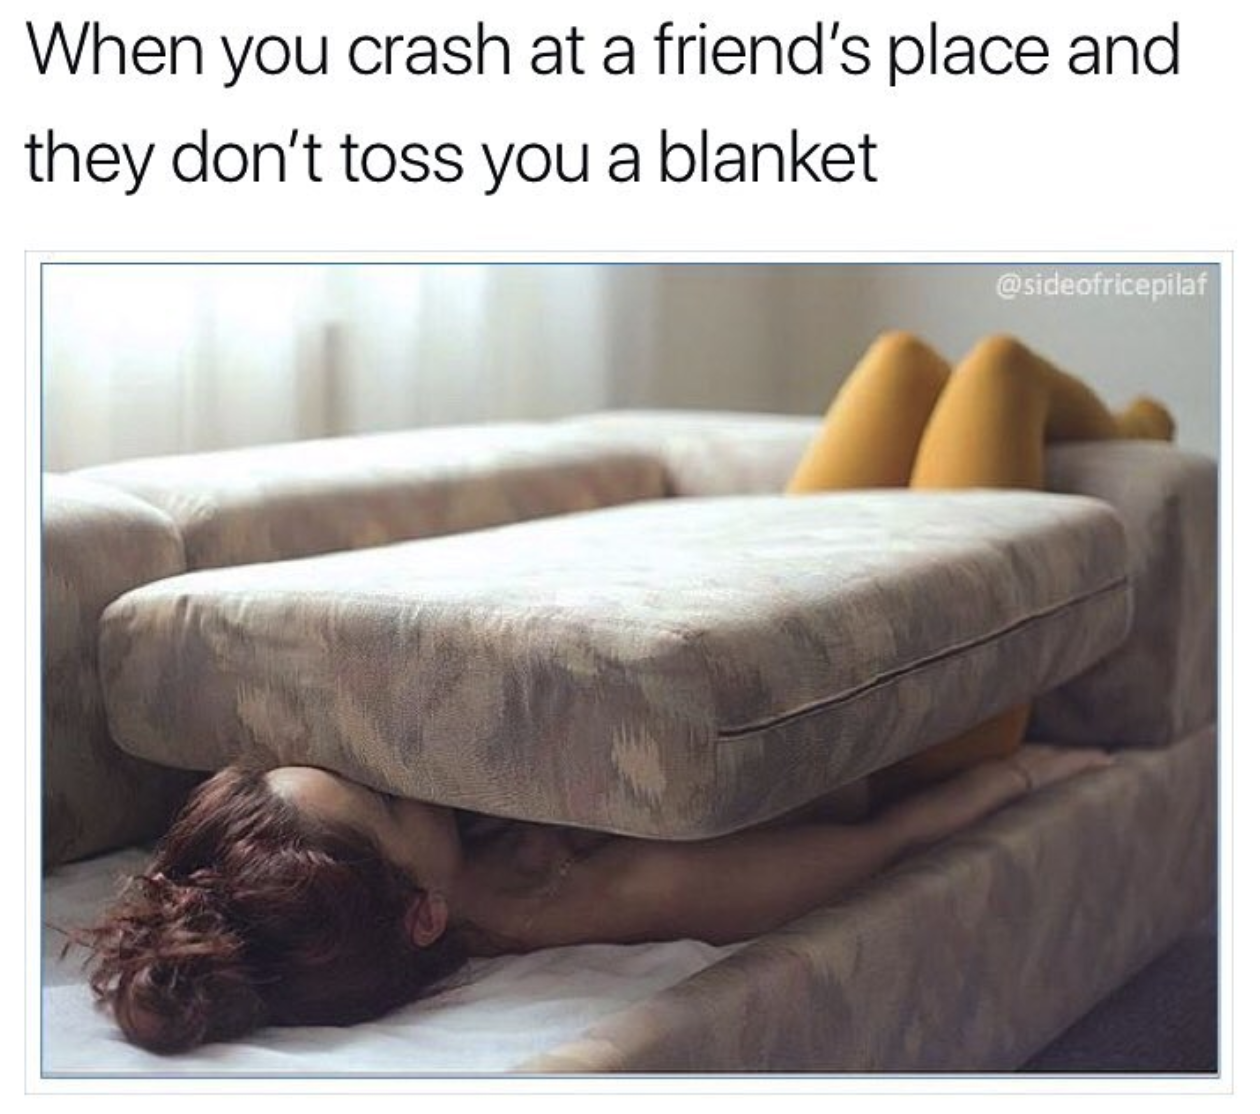 When you crash at a friend’s place and
they don’t toss you a blanket
@sideofricepilaf